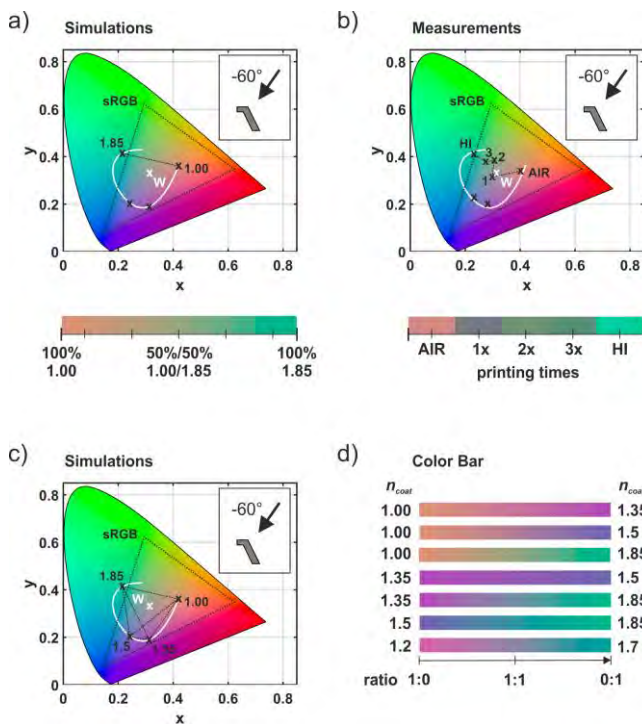 a) Simulations
-60°
sRGB
1.85
1.00
W
y
0.8
0.6
0.4
0.2
0
0 0.2 0.4 0.6 0.8
x
100% 50%/50% 100%
1.00 1.00/1.85 1.85
b) Measurements
-60°
sRGB
HI
3 2
1 W AIR
y
0.8
0.6
0.4
0.2
0
0 0.2 0.4 0.6 0.8
x
AIR 1x 2x 3x HI
printing times
c) Simulations
-60°
sRGB
1.85
W
1.00
1.5 1.35
y
0.8
0.6
0.4
0.2
0
0 0.2 0.4 0.6 0.8
x
d) Color Bar
ncoat ncoat
1.00 1.35
1.00 1.5
1.00 1.85
1.35 1.5
1.35 1.85
1.5 1.85
1.2 1.7
ratio
1:0 1:1 0:1